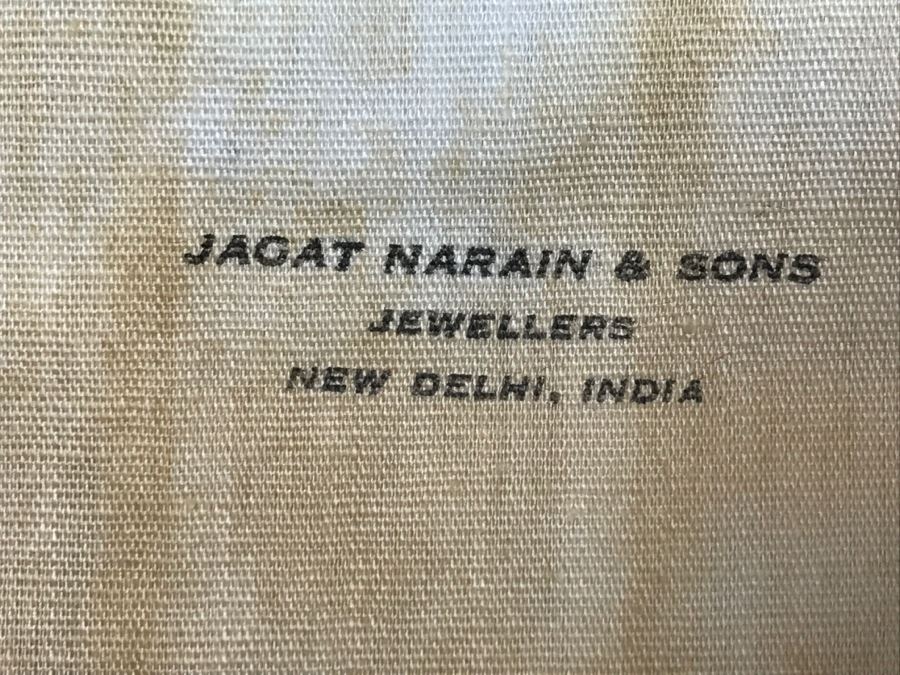 JAGAT NARAIN & SONS
JEWELLERS
NEW DELHI, INDIA